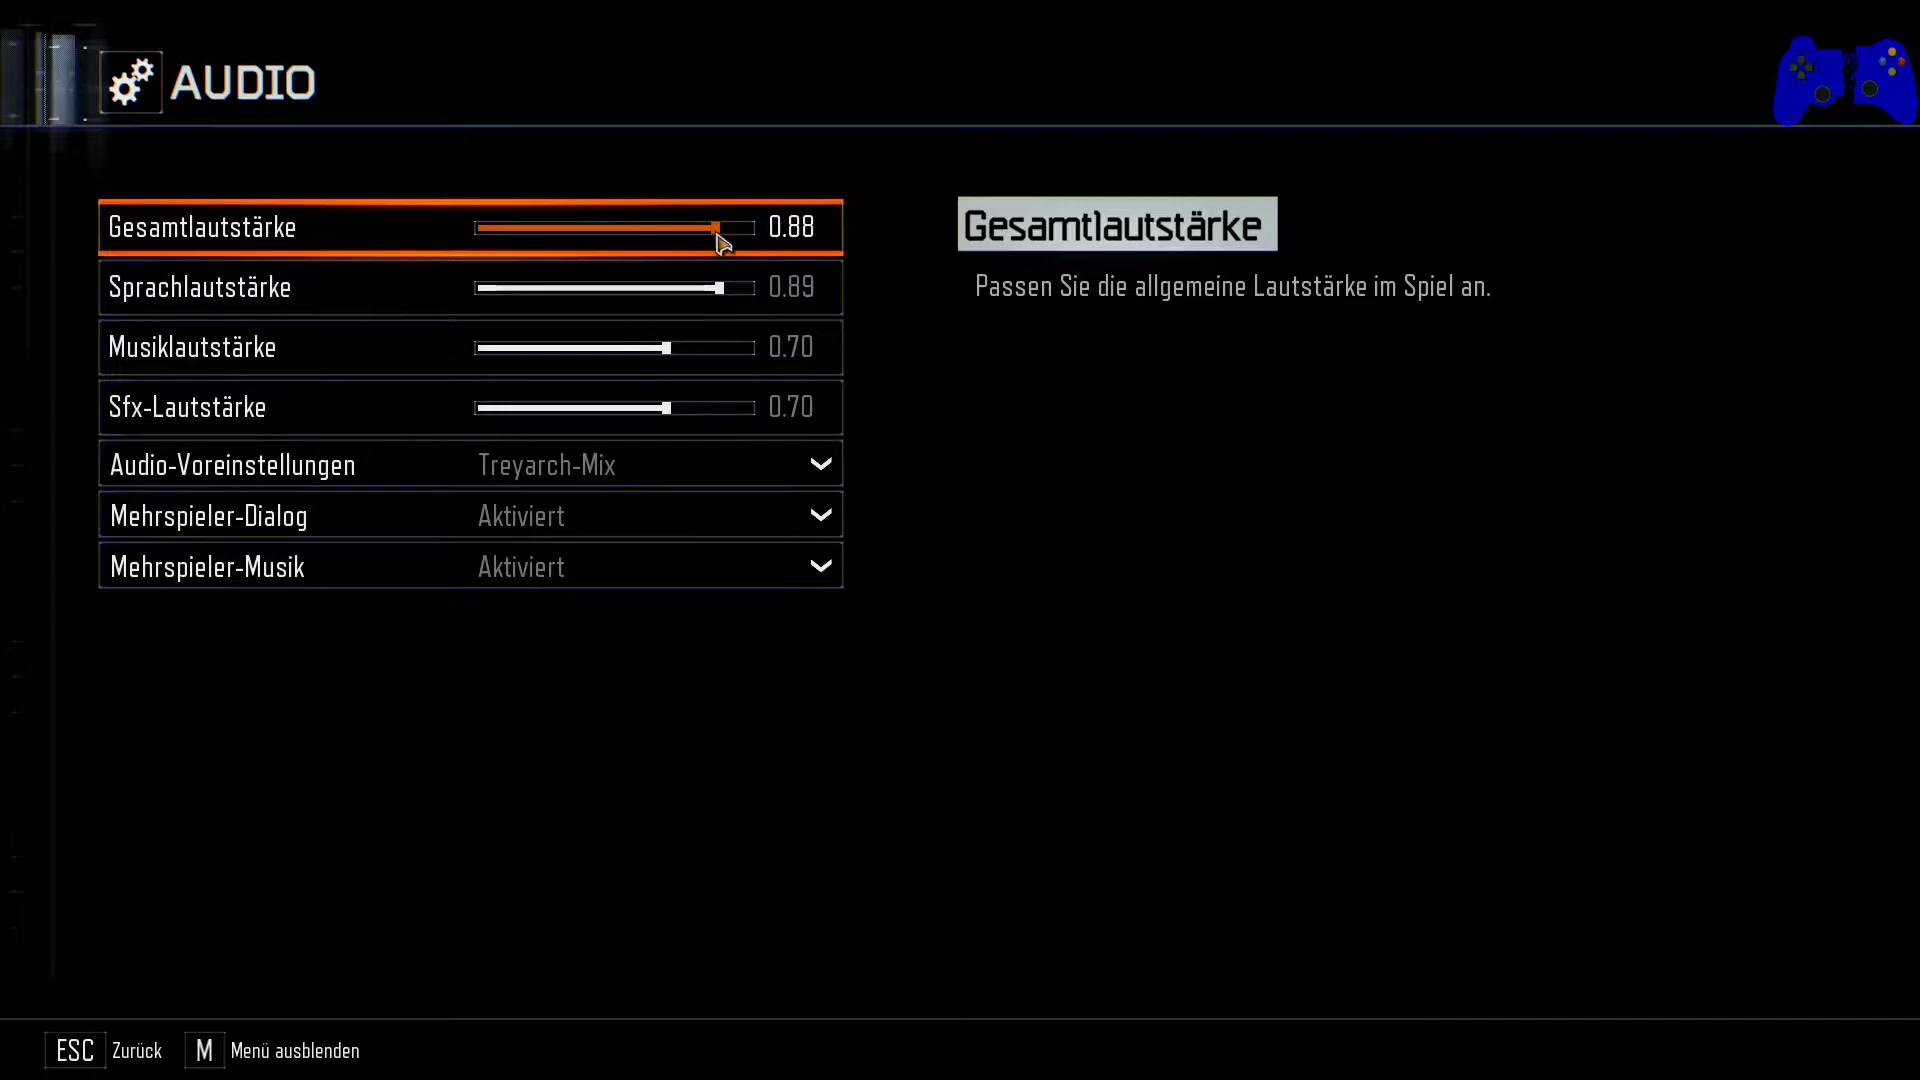 AUDIO
Gesamtlautstärke 0.88
Sprachlautstärke 0.89
Musiklautstärke 0.70
Sfx-Lautstärke 0.70
Audio-Voreinstellungen Treyarch-Mix
Mehrspieler-Dialog Aktiviert
Mehrspieler-Musik Aktiviert
Gesamtlautstärke
Passen Sie die allgemeine Lautstärke im Spiel an.
ESC Zurück M Menü ausblenden